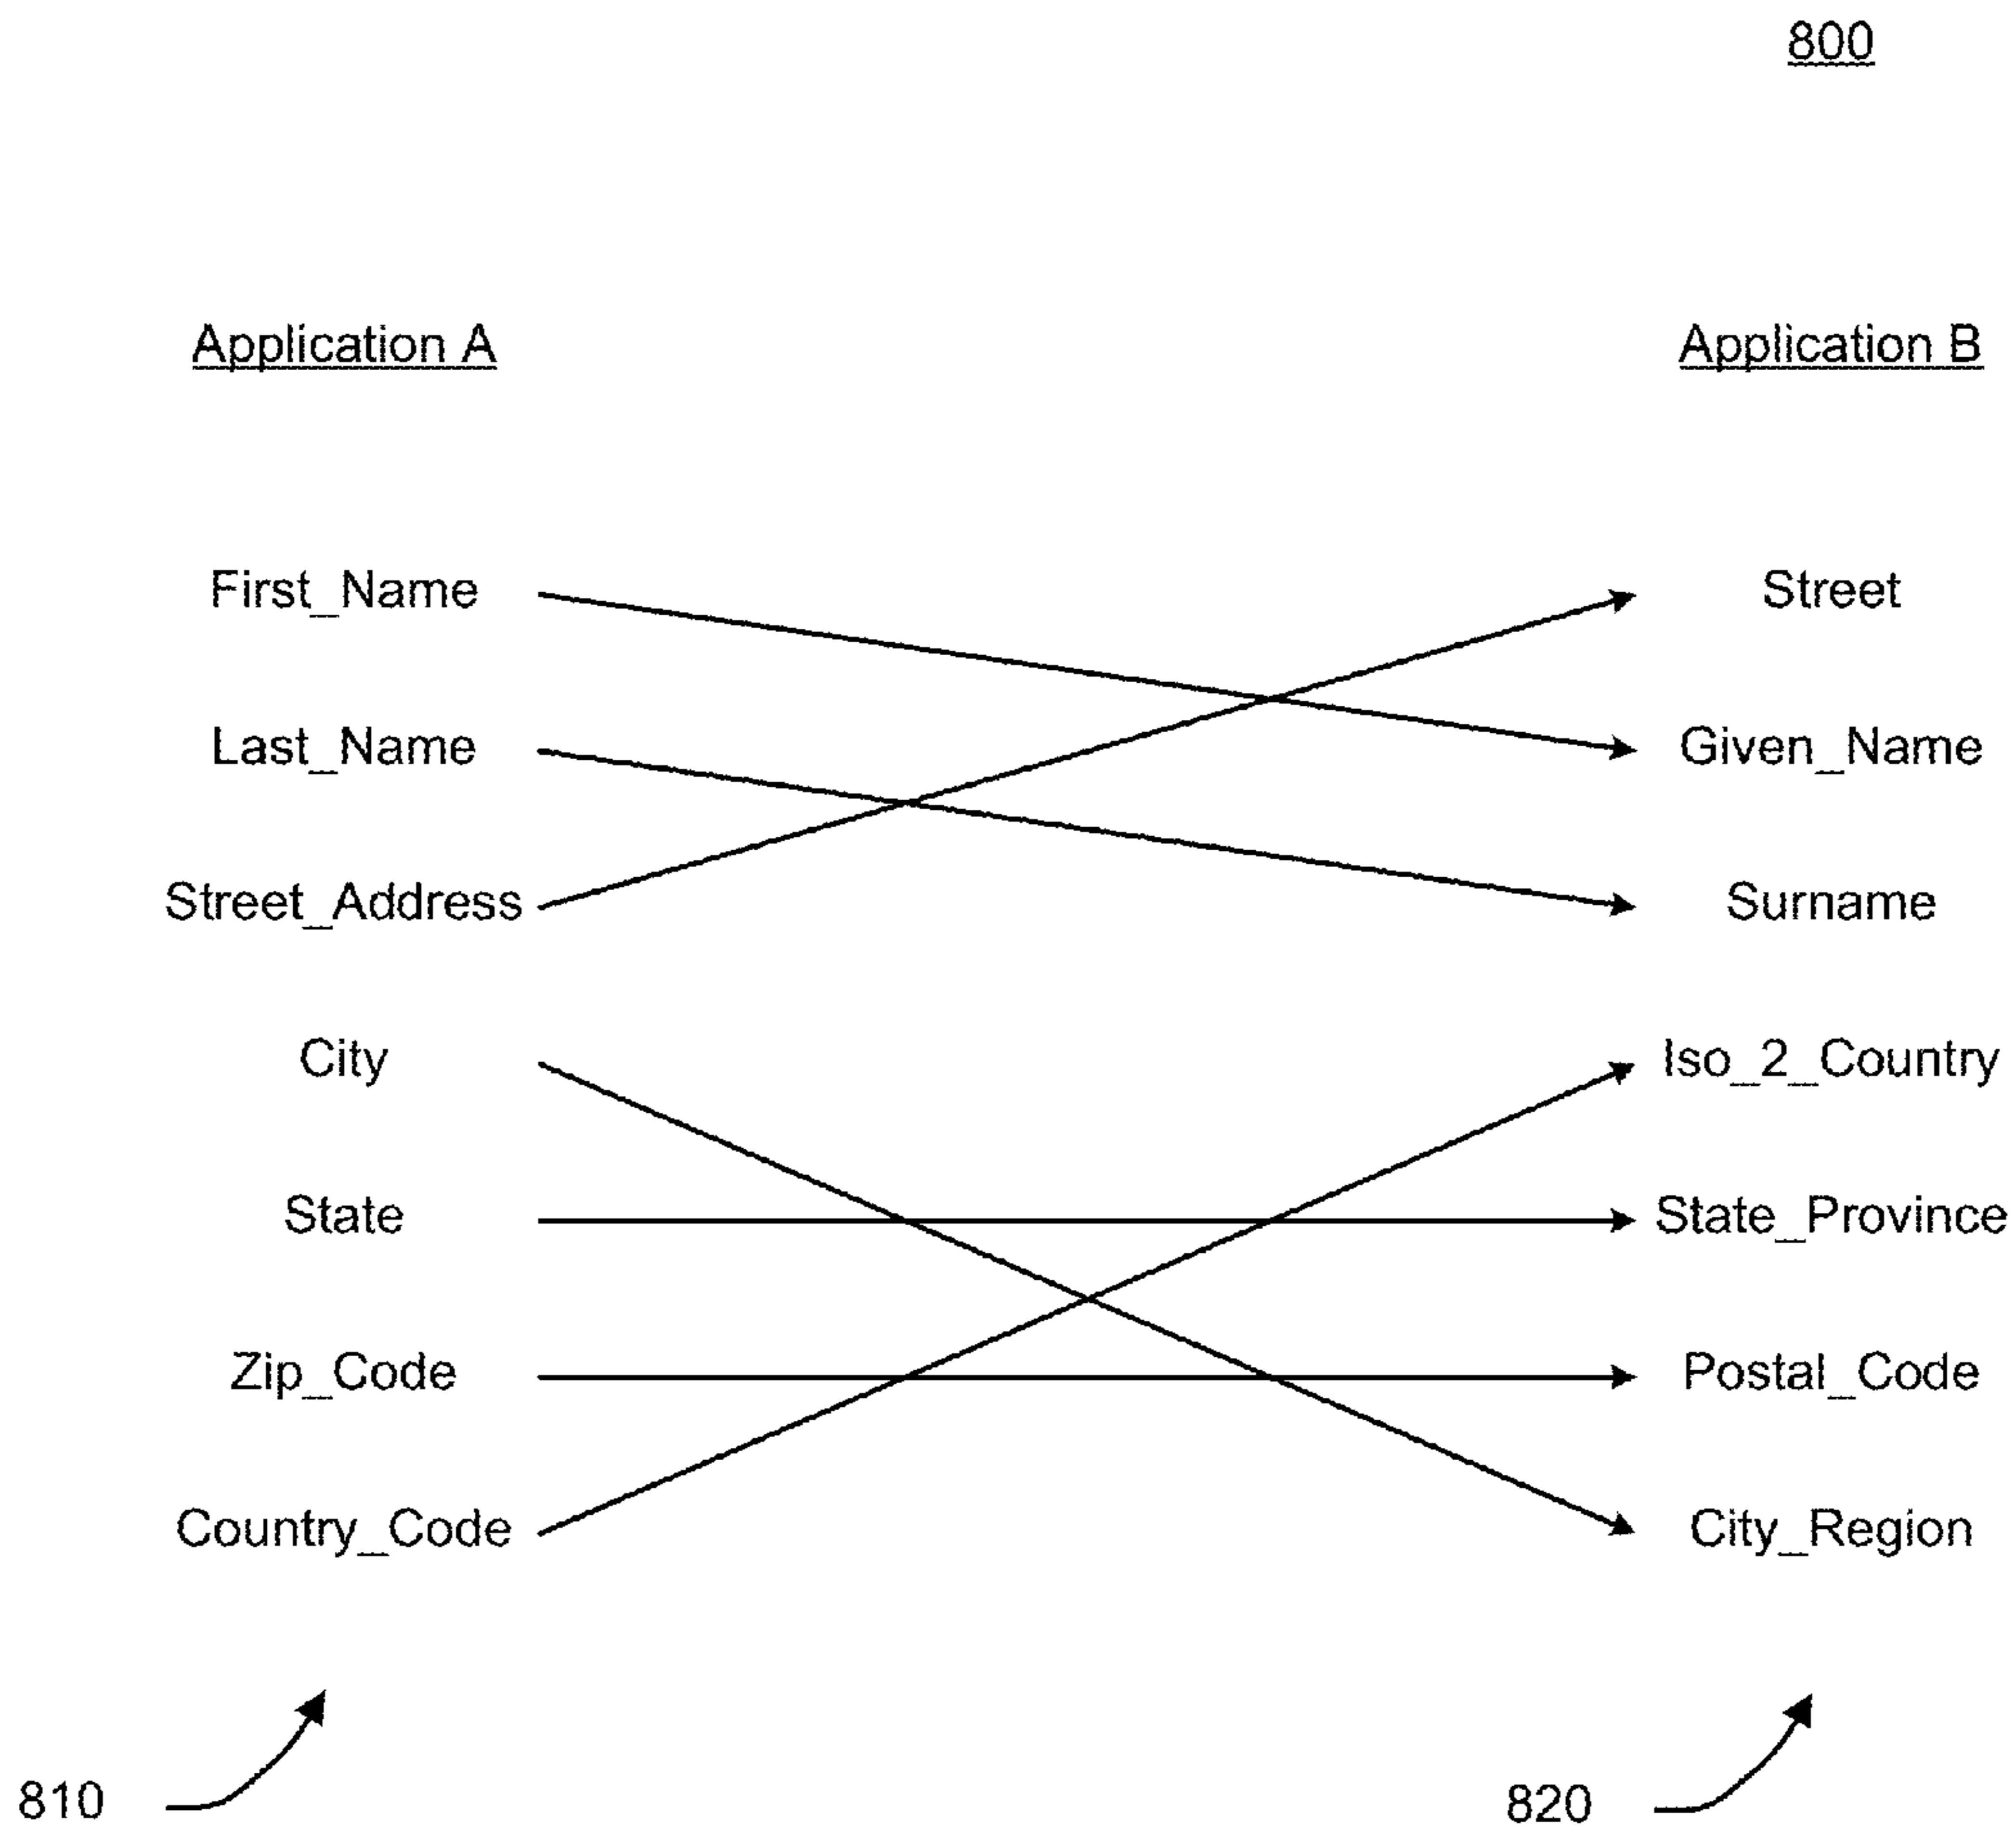 800
Application A Application B
First_Name Street
Last_Name Given_Name
Street_Address Surname
City Iso_2_Country
State State_Province
Zip_Code Postal_Code
Country_Code City_Region
810 820